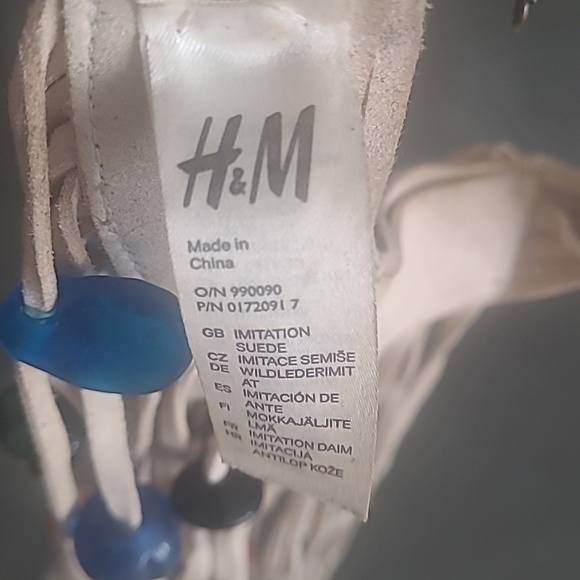 H&M
Made in
China
O/N 990090
P/N 0172091 7
GB IMITATION
SUEDE
CZ IMITACE SEMIŠE
DE WILDLEDERIMIT
AT
ES IMITACIÓN DE
ANTE
FI MOKKAJÄLJITE
LMÄ
FR IMITATION DAIM
HR IMITACIJA
ANTILOP KOŽE